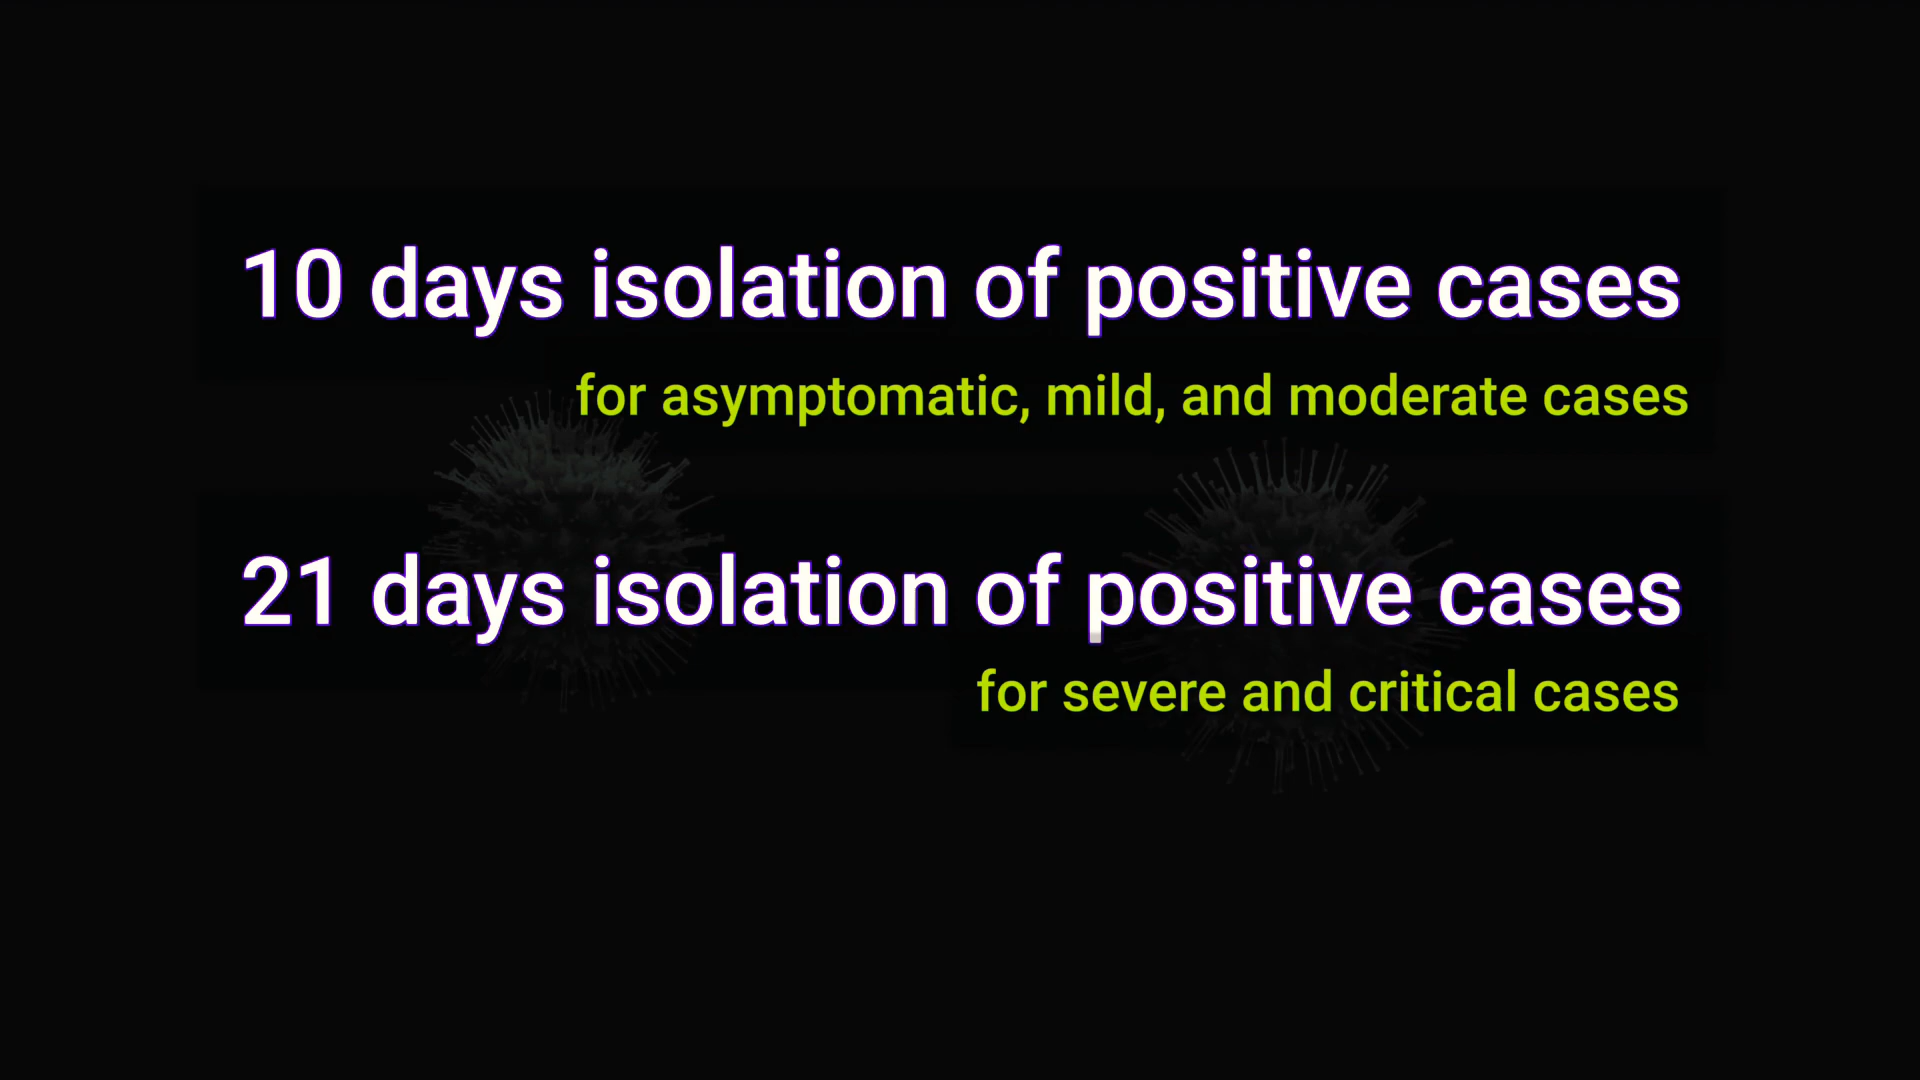 10 days isolation of positive cases
for asymptomatic, mild, and moderate cases
21 days isolation of positive cases
for severe and critical cases